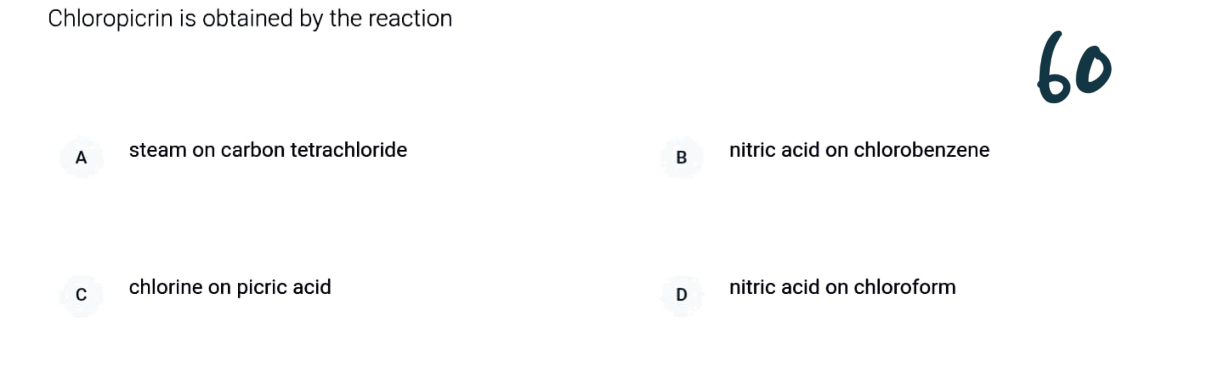 Chloropicrin is obtained by the reaction
60
A steam on carbon tetrachloride
B nitric acid on chlorobenzene
C chlorine on picric acid
D nitric acid on chloroform